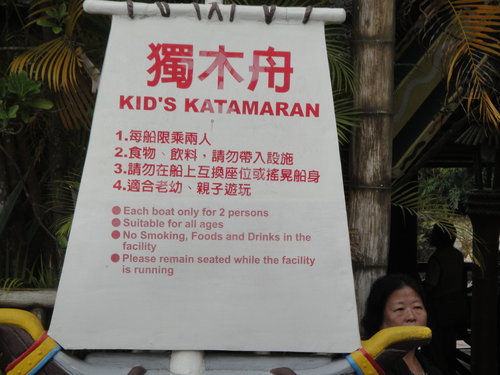 獨木舟
KID'S KATAMARAN
1.每船限乘兩人
2.食物、飲料，請勿帶入設施
3.請勿在船上互換座位或搖晃船身
4.適合老幼、親子遊玩
● Each boat only for 2 persons
● Suitable for all ages
● No Smoking, Foods and Drinks in the
facility
● Please remain seated while the facility
is running